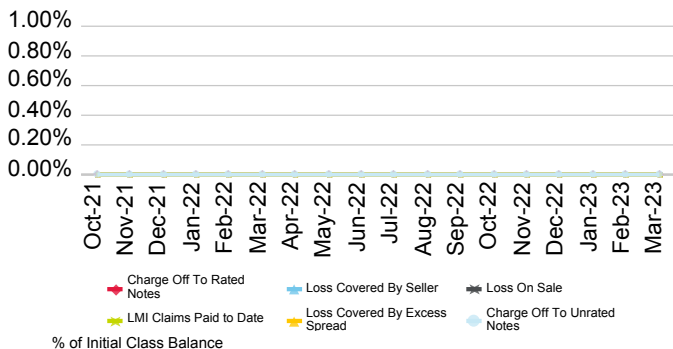 1.00%
0.80%
0.60%
0.40%
0.20%
0.00%
Oct-21
Nov-21
Dec-21
Jan-22
Feb-22
Mar-22
Apr-22
May-22
Jun-22
Jul-22
Aug-22
Sep-22
Oct-22
Nov-22
Dec-22
Jan-23
Feb-23
Mar-23
Charge Off To Rated
Notes
Loss Covered By Seller
Loss On Sale
LMI Claims Paid to Date
Loss Covered By Excess
Spread
Charge Off To Unrated
Notes
% of Initial Class Balance